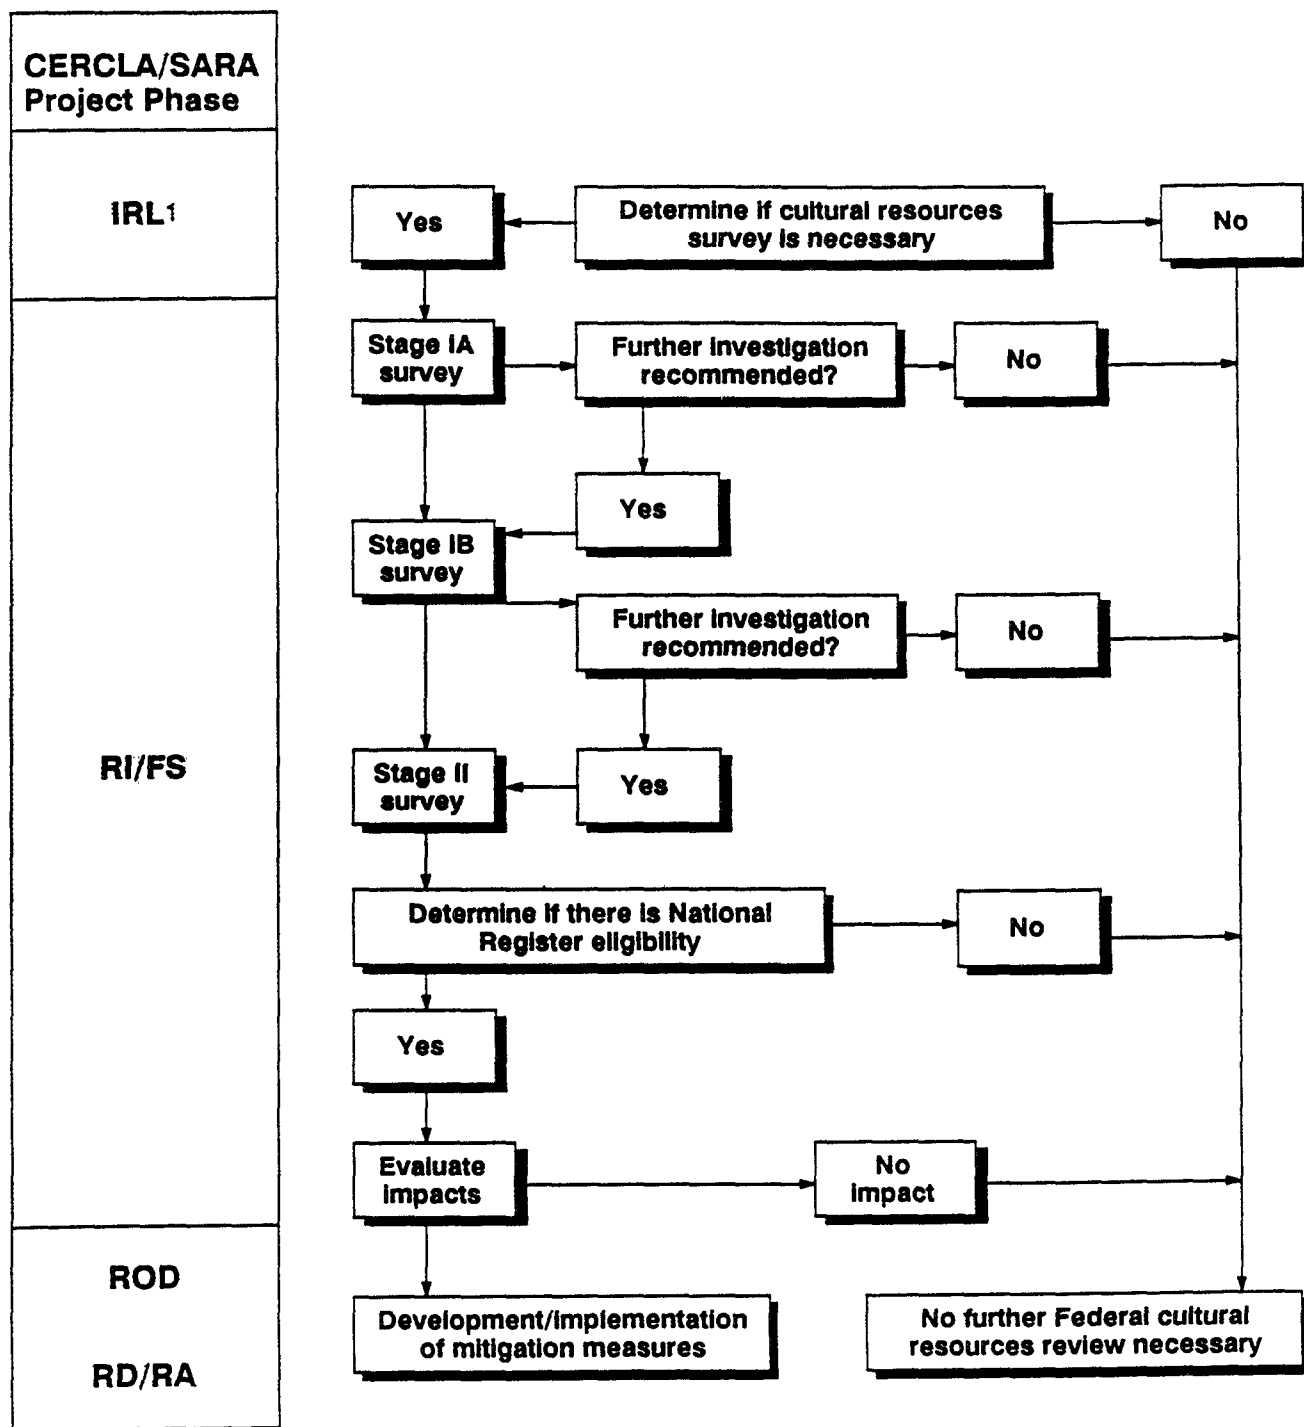 CERCLA/SARA
Project Phase
IRL1
Yes
Determine if cultural resources
survey is necessary
No
Stage IA
survey
Further investigation
recommended?
No
Yes
Stage IB
survey
Further investigation
recommended?
No
RI/FS
Stage II
survey
Yes
Determine if there is National
Register eligibility
No
Yes
Evaluate
impacts
No
impact
ROD
Development/implementation
of mitigation measures
No further Federal cultural
resources review necessary
RD/RA